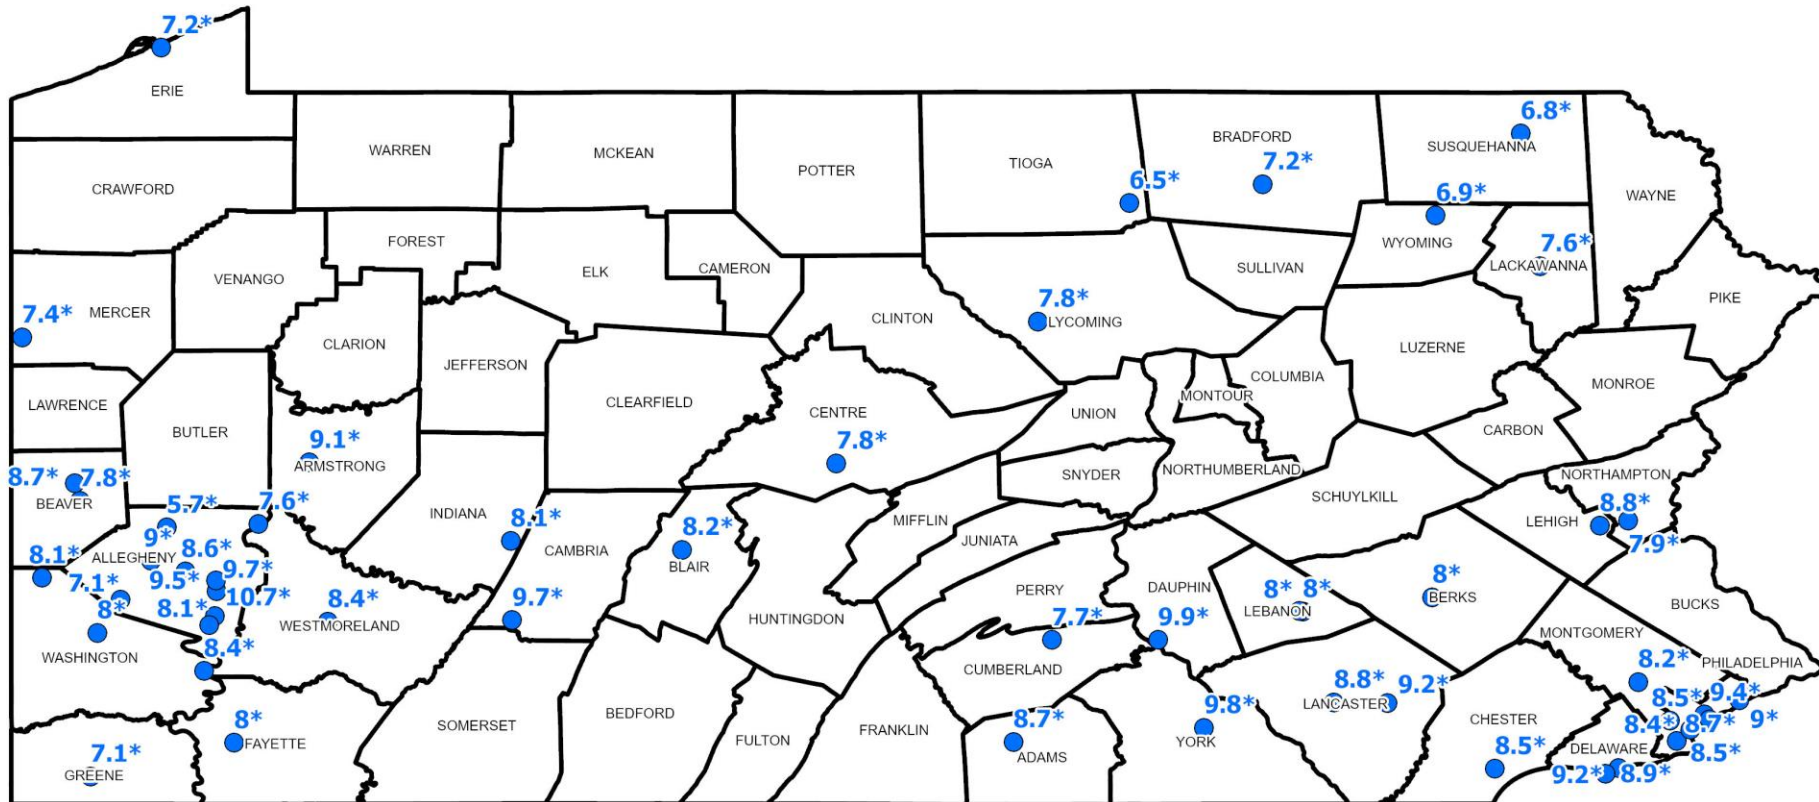 7.2*
ERIE
6.8*
WARREN
MCKEAN
BRADFORD
SUSQUEHANNA
TIOGA
7.2*
POTTER
CRAWFORD
6.5*
6.9*
WAYNE
FOREST
WYOMING
7.6*
VENANGO
ELK
CAMERON
SULLIVAN
LACKAWANNA
7.8*
PIKE
7.4*
MERCER
CLINTON
LYCOMING
CLARION
LUZERNE
JEFFERSON
COLUMBIA
MONROE
LAWRENCE
CLEARFIELD
MONTOUR
CENTRE
UNION
BUTLER
7.8*
CARBON
9.1*
ARMSTRONG
8.7*
7.8*
SNYDER
NORTHUMBERLAND
NORTHAMPTON
SCHUYLKILL
BEAVER
5.7*
7.6*
INDIANA
8.1*
8.2*
MIFFLIN
LEHIGH
8.8*
9*
8.6*
7.9*
JUNIATA
CAMBRIA
8.1*
ALLEGHENY
BLAIR
7.1*
9.5*
9.7*
PERRY
DAUPHIN
8*
8*
8*
BERKS
BUCKS
8*
8.1*
10.7*
8.4*
9.7*
HUNTINGDON
7.7*
9.9*
LEBANON
WESTMORELAND
MONTGOMERY
WASHINGTON
8.4*
CUMBERLAND
8.2*
PHILADELPHIA
8.8*
9.2*
8.5*
9.4*
LANCASTER
9.8*
8*
8.7*
SOMERSET
BEDFORD
FULTON
FRANKLIN
YORK
CHESTER
8.4*
8.7*
9*
FAYETTE
ADAMS
8.5*
DELAWARE
8.5*
7.1*
GREENE
9.2*
8.9*